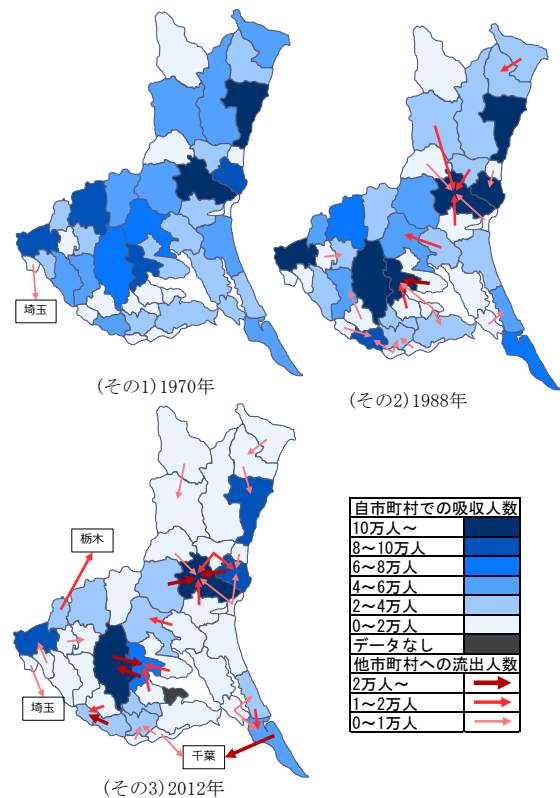 埼玉
(その1)1970年
(その2)1988年
栃木
埼玉
千葉
(その3)2012年
自市町村での吸収人数
10万人～
8～10万人
6～8万人
4～6万人
2～4万人
0～2万人
データなし
他市町村への流出人数
2万人～
1～2万人
0～1万人